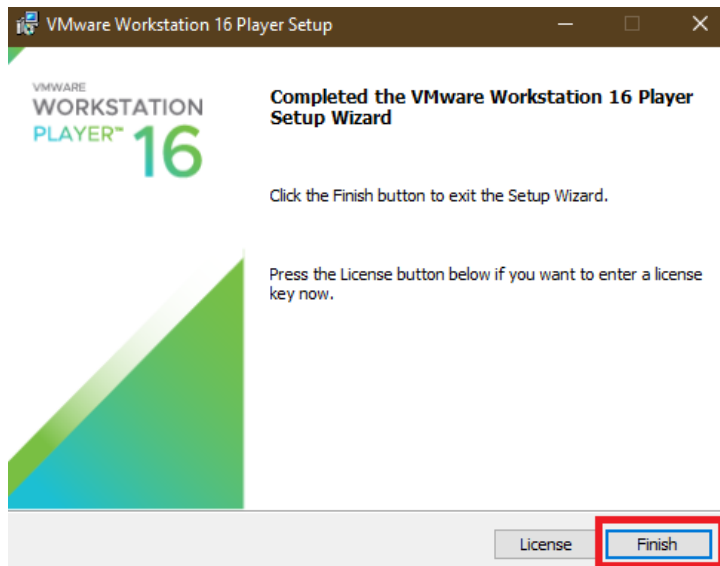 VMware Workstation 16 Player Setup
VMWARE
WORKSTATION
PLAYER™ 16
Completed the VMware Workstation 16 Player
Setup Wizard
Click the Finish button to exit the Setup Wizard.
Press the License button below if you want to enter a license
key now.
License
Finish